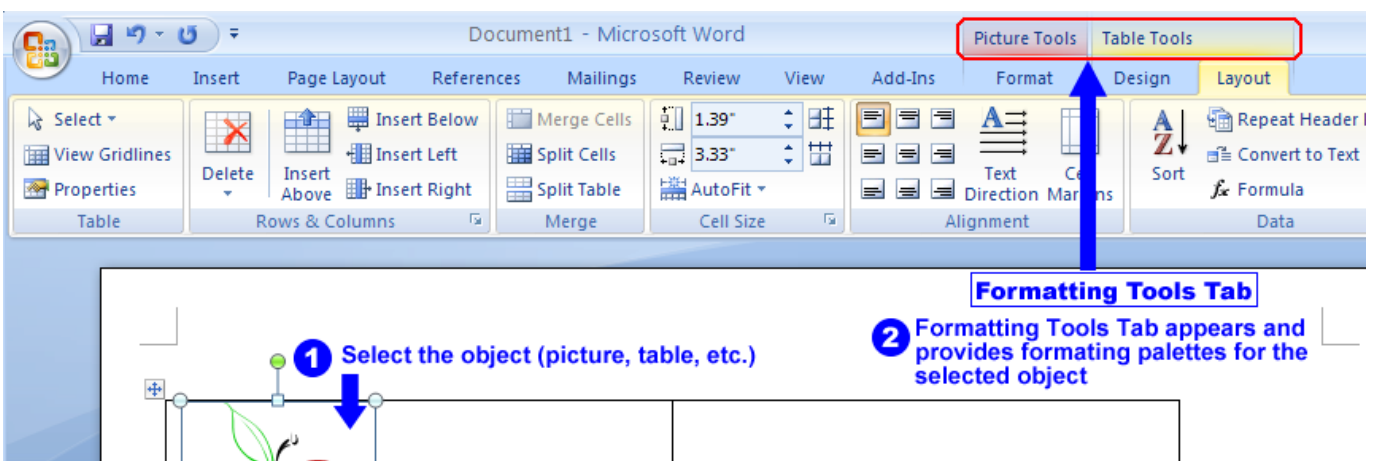 Document1 - Microsoft Word
Picture Tools Table Tools
Home Insert Page Layout References Mailings Review View Add-Ins Format Design Layout
Select
View Gridlines
Properties
Table
Delete
Insert
Above
Insert Below
Insert Left
Insert Right
Rows & Columns
Merge Cells
Split Cells
Split Table
Merge
1.39"
3.33"
AutoFit
Cell Size
Text
Direction
Alignment
A
Z
Sort
Repeat Header
Convert to Text
fx Formula
Data
Formatting Tools Tab
1 Select the object (picture, table, etc.)
2 Formatting Tools Tab appears and
provides formating palettes for the
selected object